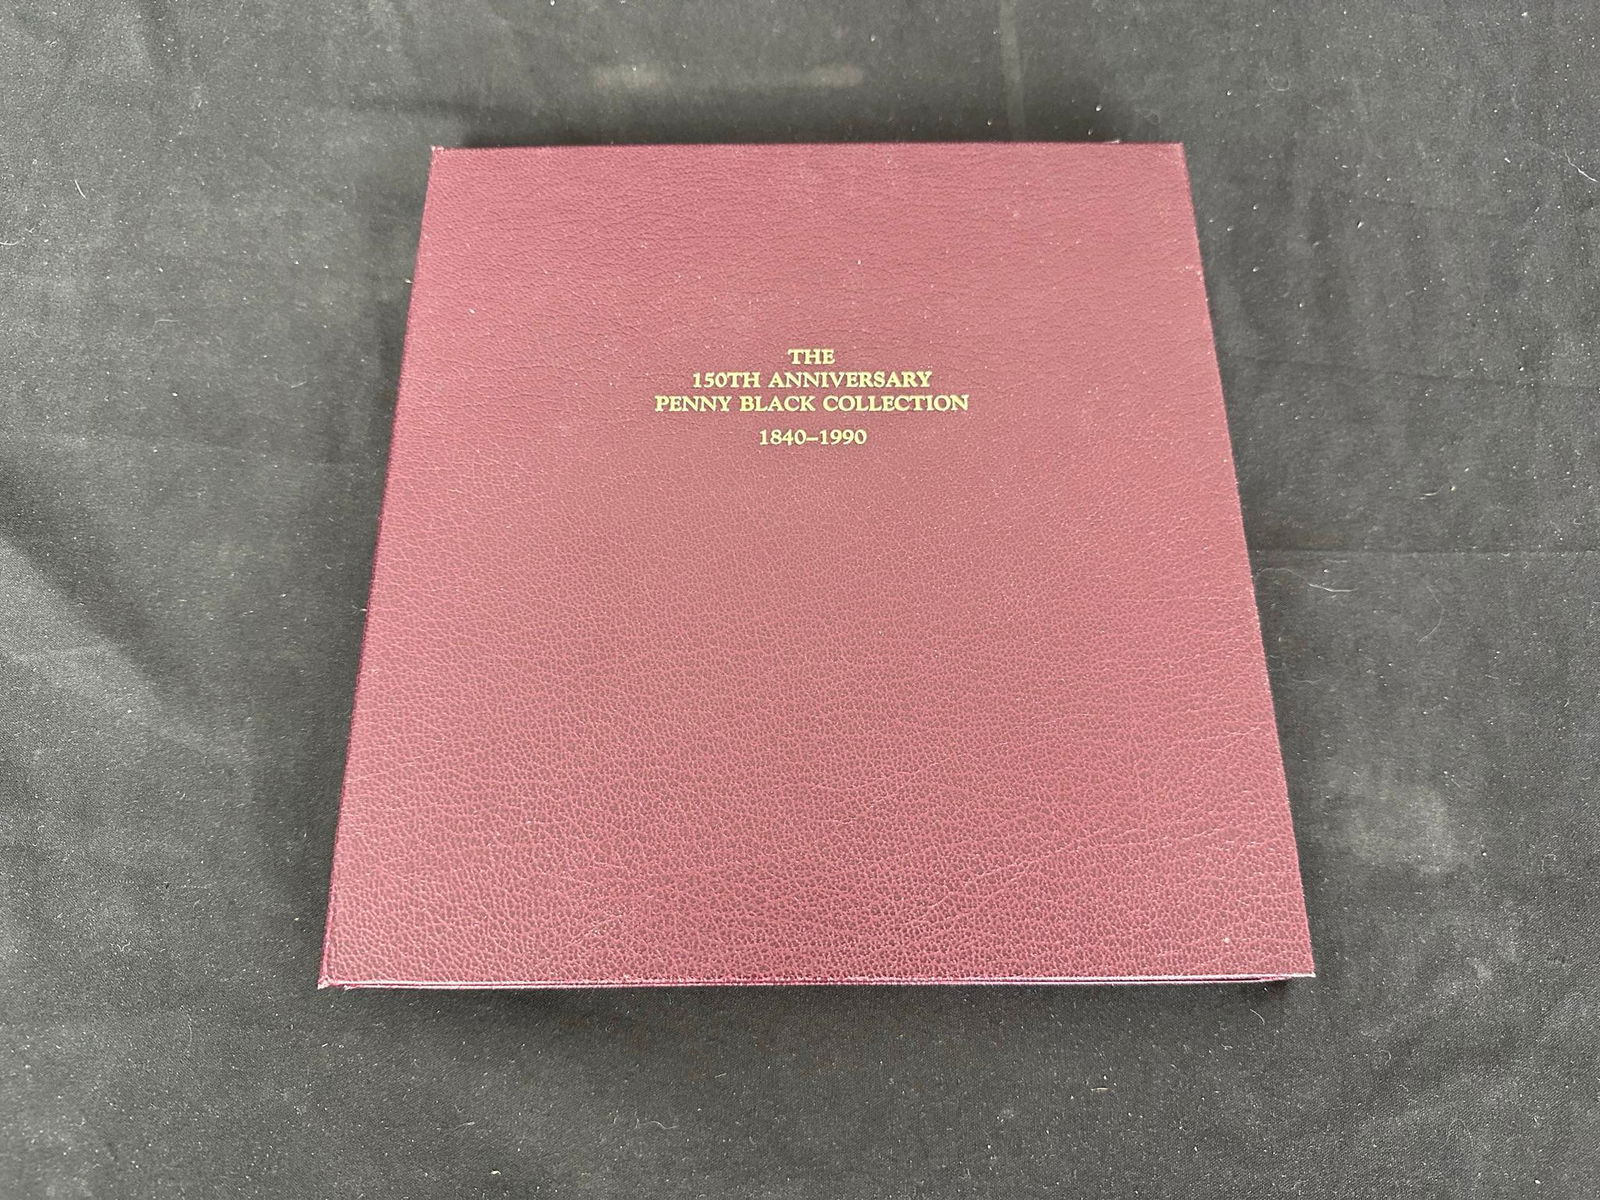 THE
150TH ANNIVERSARY
PENNY BLACK COLLECTION
1840–1990